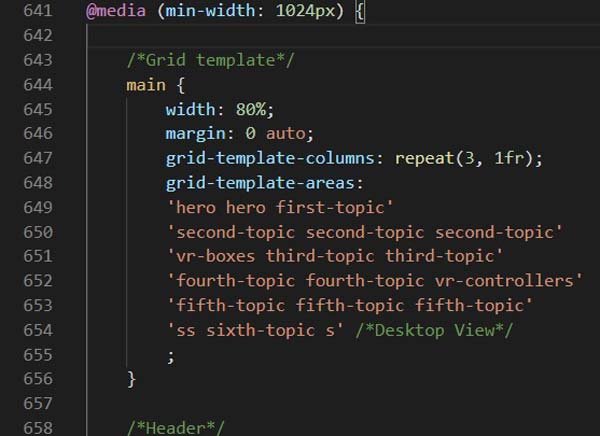 641 @media (min-width: 1024px) {
642
643 /*Grid template*/
644 main {
645 width: 80%;
646 margin: 0 auto;
647 grid-template-columns: repeat(3, 1fr);
648 grid-template-areas:
649 'hero hero first-topic'
650 'second-topic second-topic second-topic'
651 'vr-boxes third-topic third-topic'
652 'fourth-topic fourth-topic vr-controllers'
653 'fifth-topic fifth-topic fifth-topic'
654 'ss sixth-topic s' /*Desktop View*/
655 ;
656 }
657
658 /*Header*/